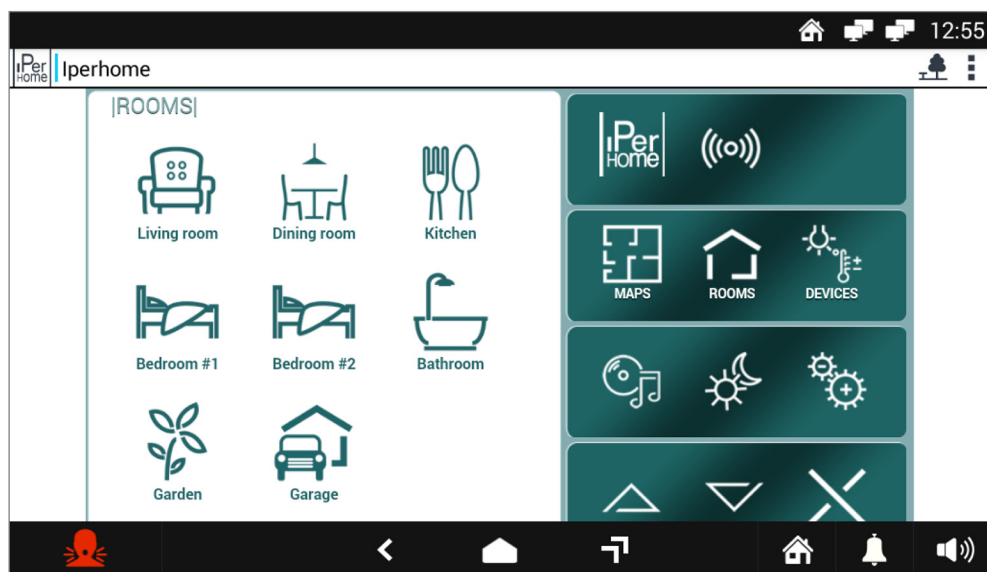 12:55
iPer HOME Iperhome
|ROOMS|
Living room Dining room Kitchen
Bedroom #1 Bedroom #2 Bathroom
Garden Garage
iPer
HOME
MAPS ROOMS DEVICES